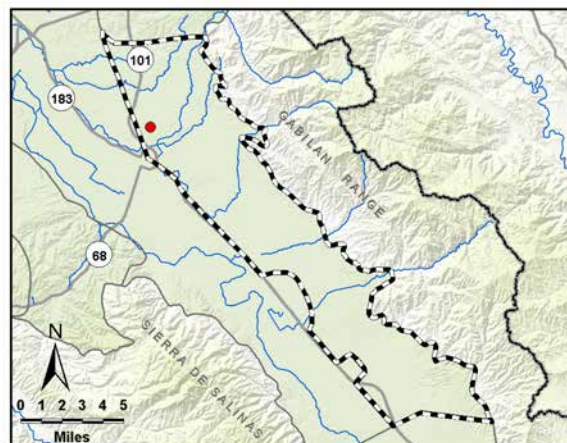 101
183
GABILAN RANGE
68
SIERRA DE SALINAS
N
0 1 2 3 4 5
Miles